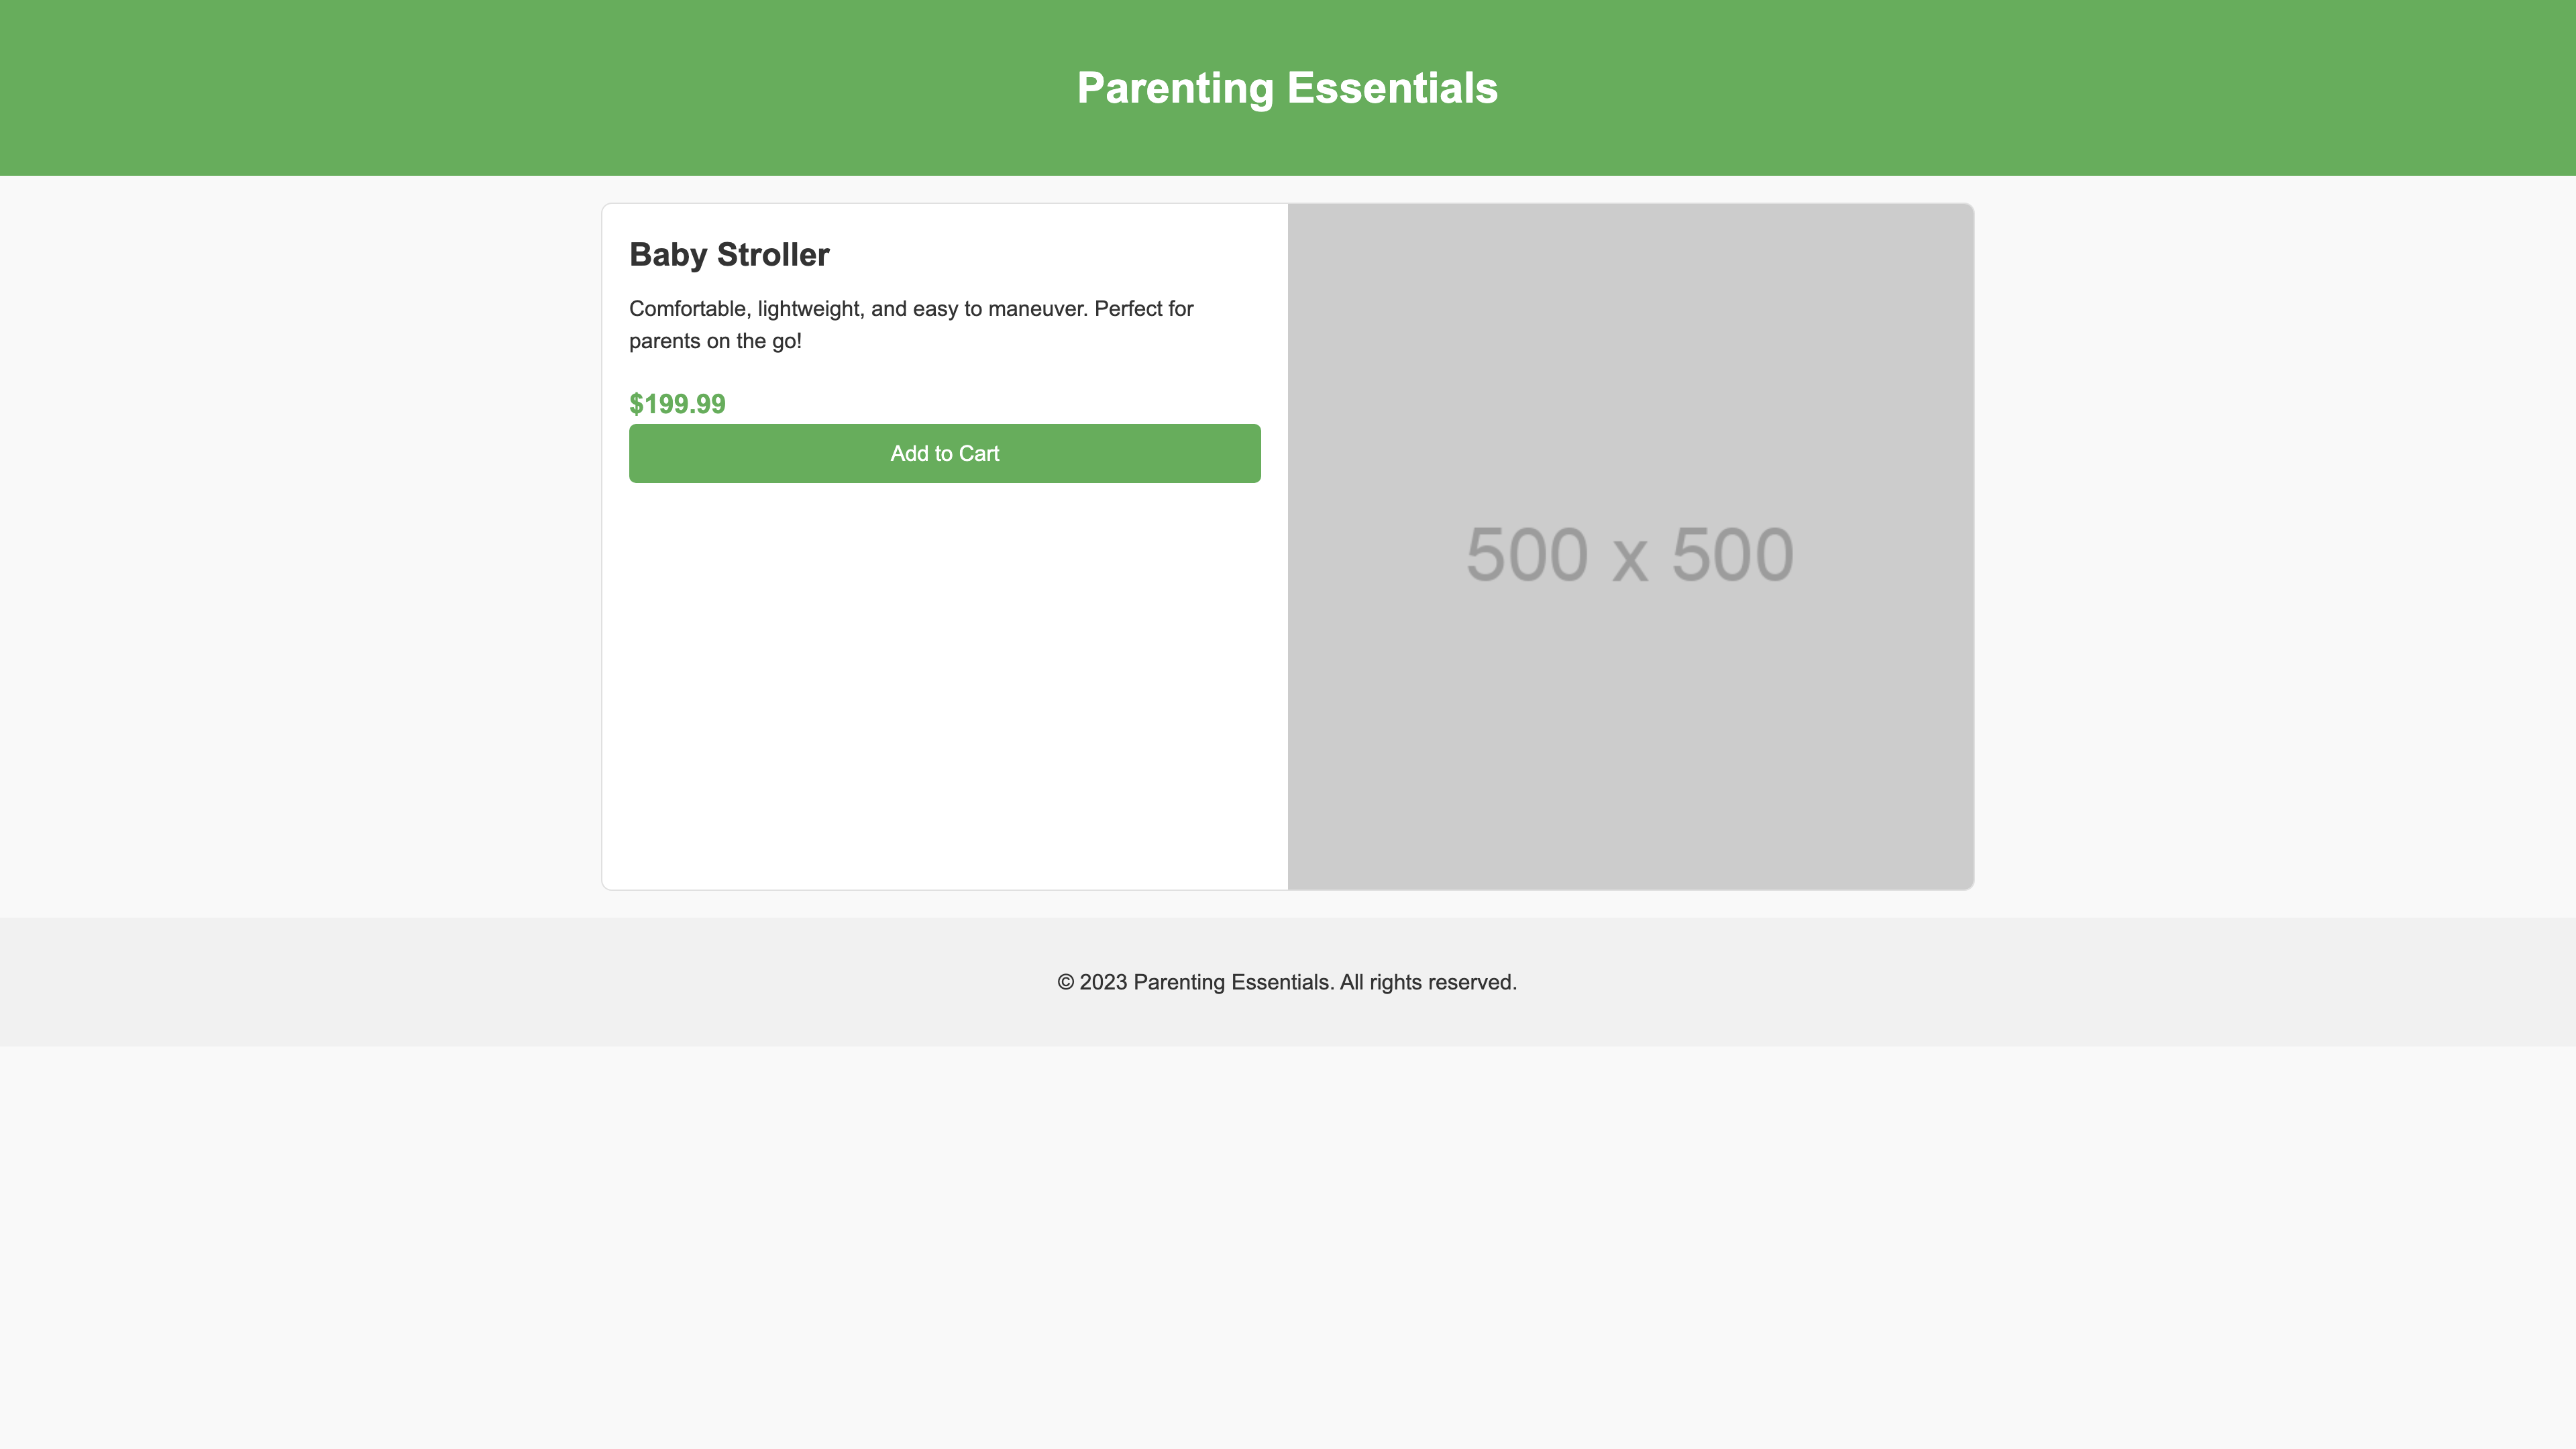 Parenting Essentials
Baby Stroller
Comfortable, lightweight, and easy to maneuver. Perfect for
parents on the go!
$199.99
Add to Cart
500 x 500
© 2023 Parenting Essentials. All rights reserved.